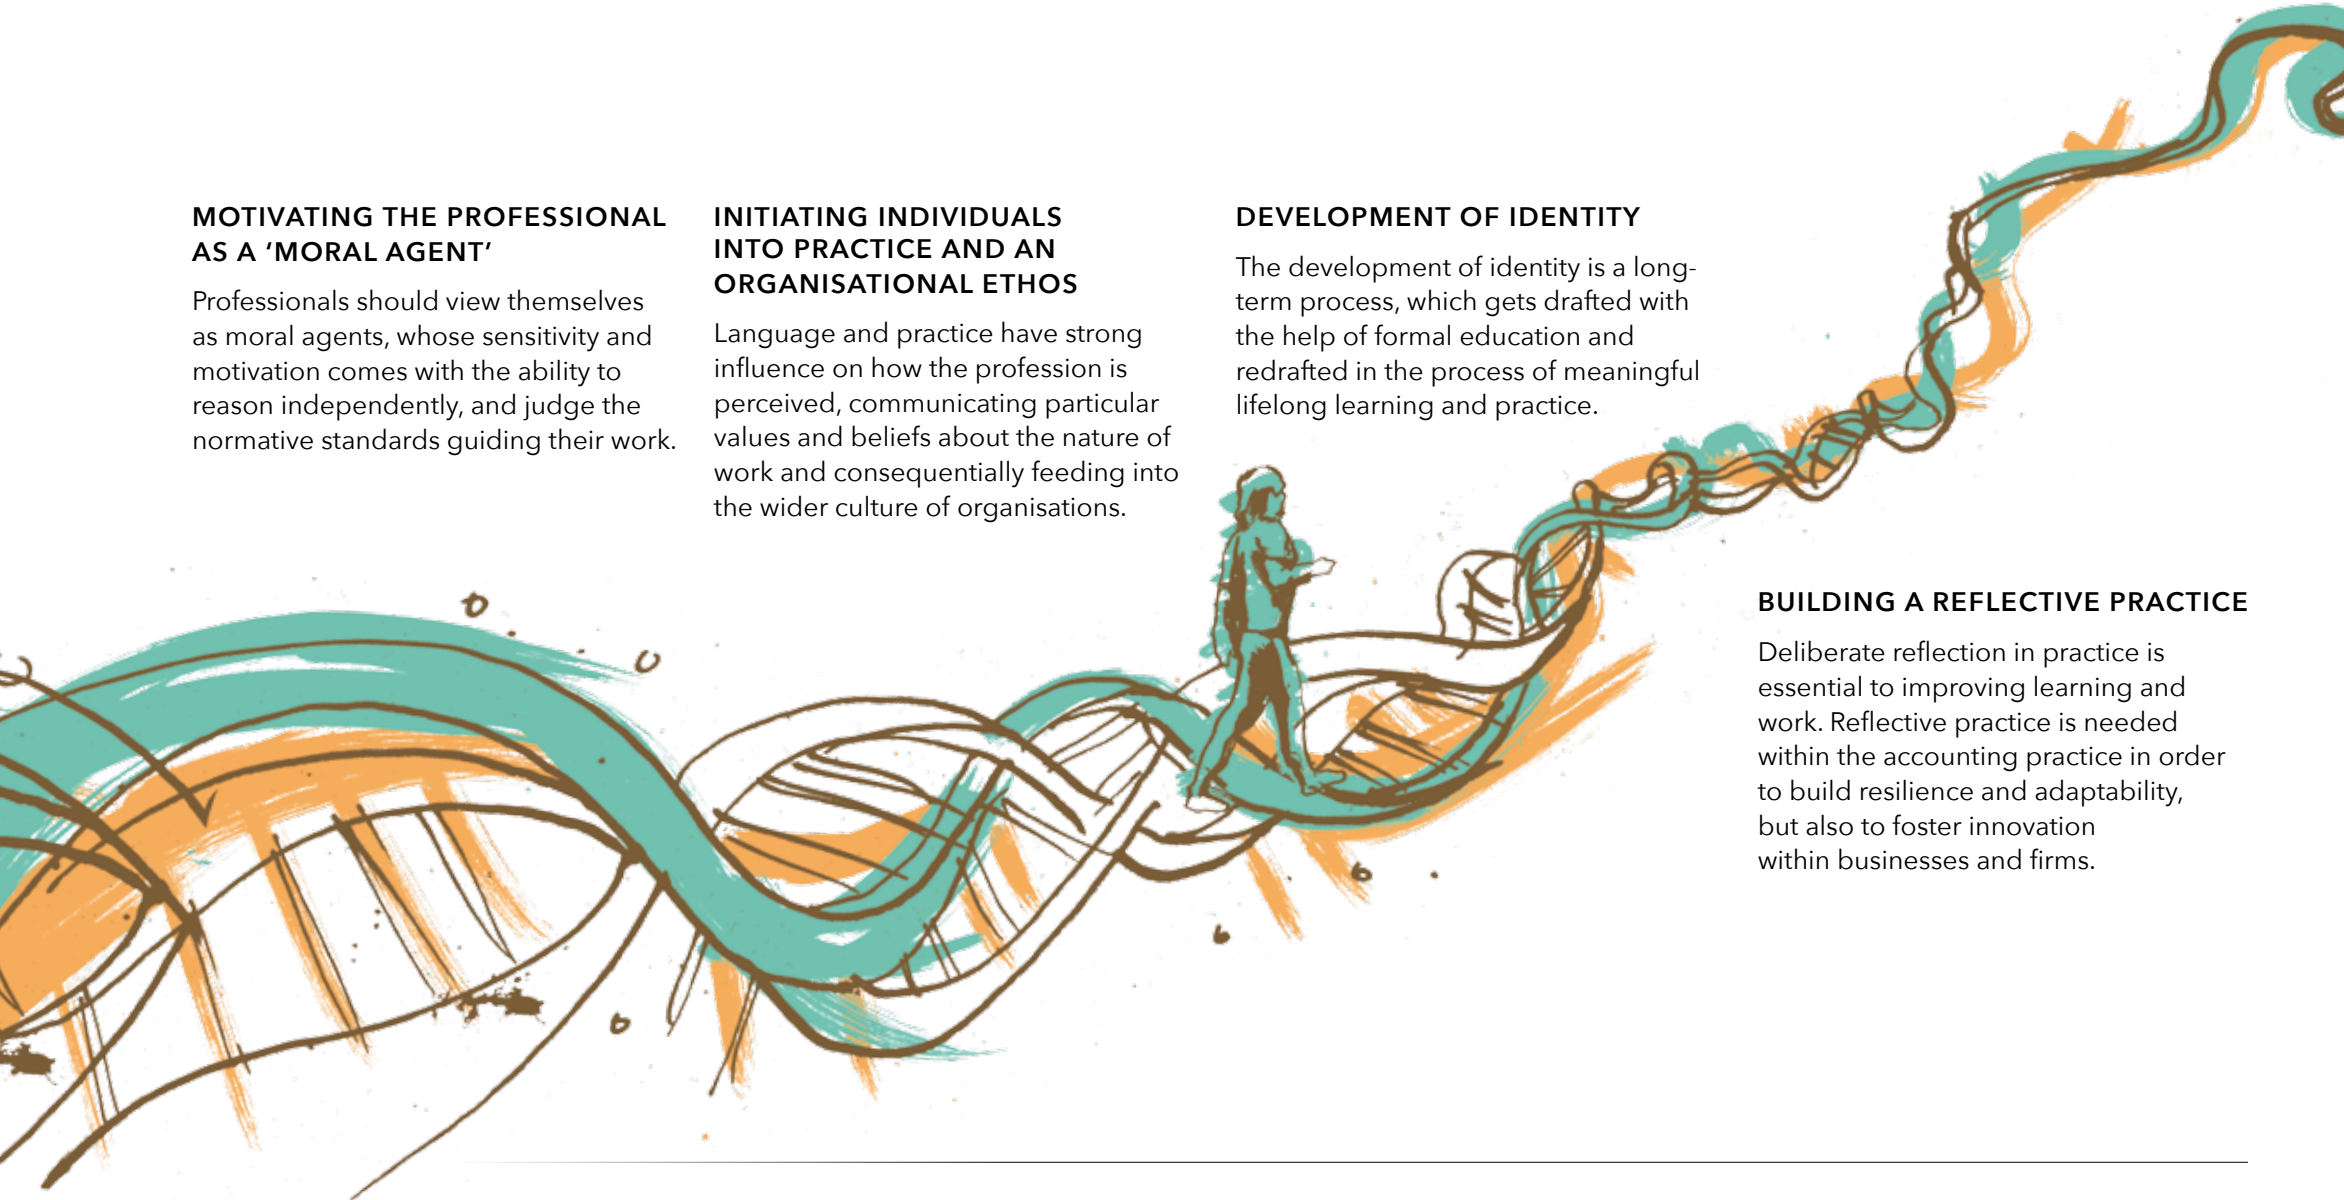 MOTIVATING THE PROFESSIONAL
AS A ‘MORAL AGENT’
Professionals should view themselves
as moral agents, whose sensitivity and
motivation comes with the ability to
reason independently, and judge the
normative standards guiding their work.
INITIATING INDIVIDUALS
INTO PRACTICE AND AN
ORGANISATIONAL ETHOS
Language and practice have strong
influence on how the profession is
perceived, communicating particular
values and beliefs about the nature of
work and consequentially feeding into
the wider culture of organisations.
DEVELOPMENT OF IDENTITY
The development of identity is a long-
term process, which gets drafted with
the help of formal education and
redrafted in the process of meaningful
lifelong learning and practice.
BUILDING A REFLECTIVE PRACTICE
Deliberate reflection in practice is
essential to improving learning and
work. Reflective practice is needed
within the accounting practice in order
to build resilience and adaptability,
but also to foster innovation
within businesses and firms.